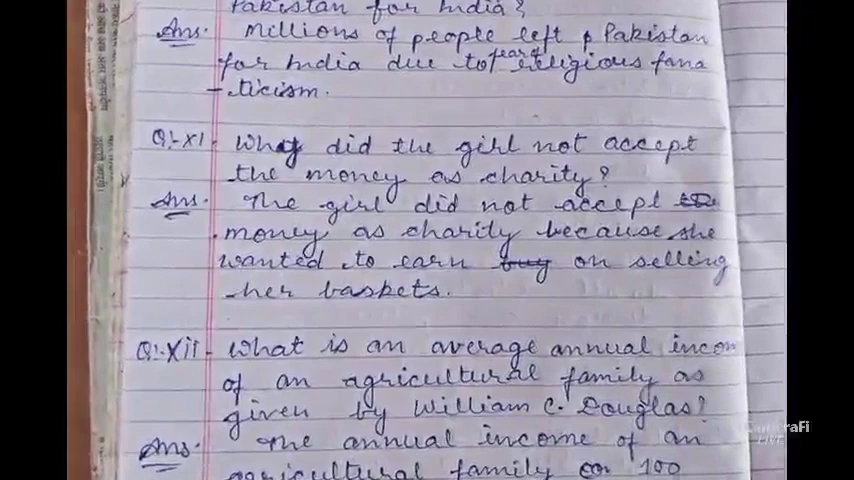 Pakistan for India?
Ans. Millions of people left Pakistan
for India due to fear of religious fana
-ticism.
Q:-XI- Why did the girl not accept
the money as charity?
Ans. The girl did not accept
money as charity because she
wanted to earn buy on selling
her baskets.
Q:-XII- What is an average annual incom
of an agricultural family as
given by William C. Douglas?
Ans. The annual income of an
agricultural family 100
CameraFi
LIVE